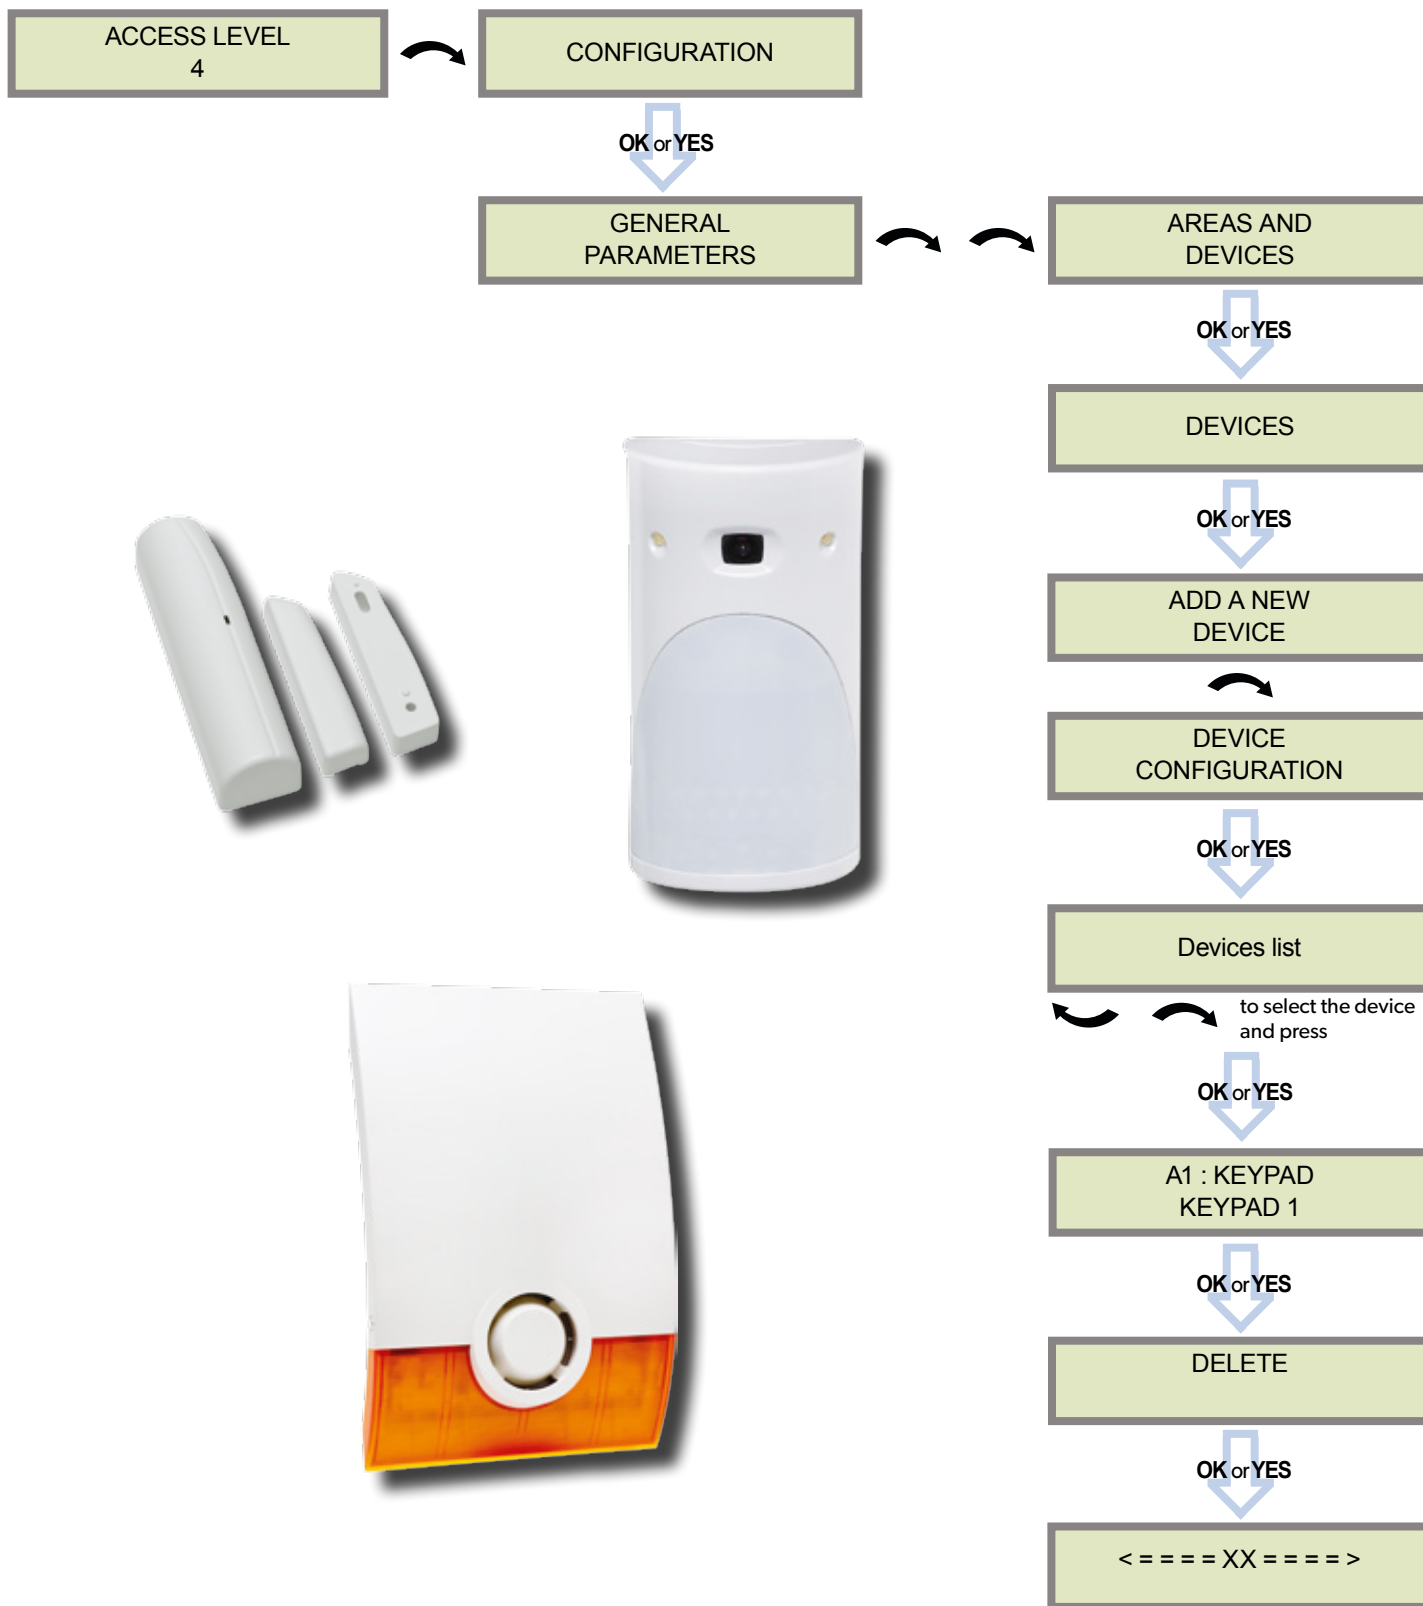 ACCESS LEVEL
4
CONFIGURATION
OK or YES
GENERAL
PARAMETERS
AREAS AND
DEVICES
OK or YES
DEVICES
OK or YES
ADD A NEW
DEVICE
DEVICE
CONFIGURATION
OK or YES
Devices list
to select the device
and press
OK or YES
A1 : KEYPAD
KEYPAD 1
OK or YES
DELETE
OK or YES
< = = = = XX = = = = >